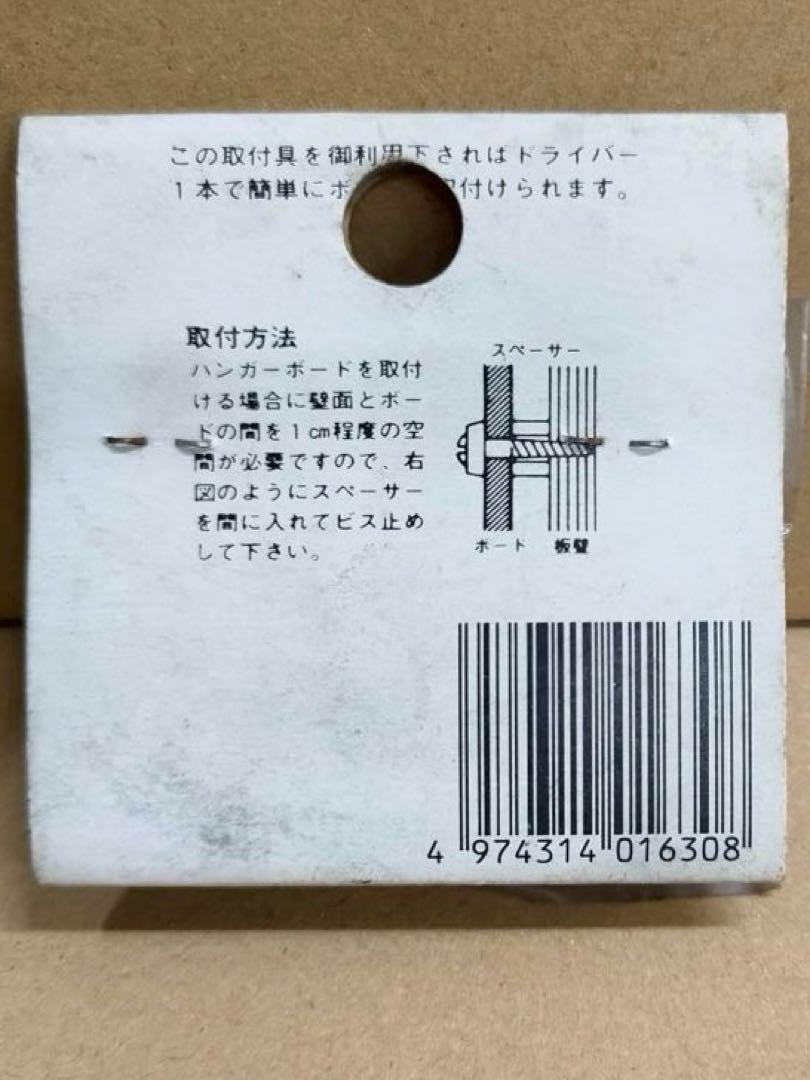 この取付具を御利用下さればドライバー
1本で簡単にボ 取付けられます。
取付方法
ハンガーボードを取付
ける場合に壁面とボー
ドの間を1cm程度の空
間が必要ですので、右
図のようにスペーサー
を間に入れてビス止め
して下さい。
スペーサー
ボード 板壁
4 974314 016308